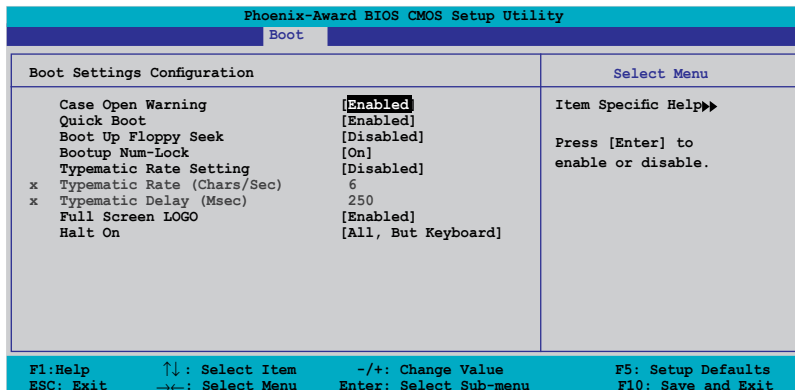 Phoenix-Award BIOS CMOS Setup Utility
Boot
Boot Settings Configuration
Select Menu
Case Open Warning [Enabled]
Quick Boot [Enabled]
Boot Up Floppy Seek [Disabled]
Bootup Num-Lock [On]
Typematic Rate Setting [Disabled]
x Typematic Rate (Chars/Sec) 6
x Typematic Delay (Msec) 250
Full Screen LOGO [Enabled]
Halt On [All, But Keyboard]
Item Specific Help▶▶
Press [Enter] to
enable or disable.
F1:Help ↑↓ : Select Item -/+: Change Value F5: Setup Defaults
ESC: Exit →←: Select Menu Enter: Select Sub-menu F10: Save and Exit